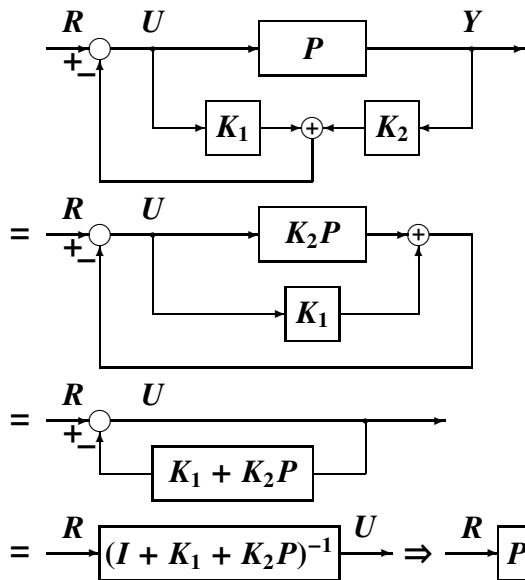 R U Y
+ − P
K₁ + K₂
= R U
+ − K₂P +
K₁
= R U
+ −
K₁ + K₂P
= R (I + K₁ + K₂P)⁻¹ U ⇒ R P